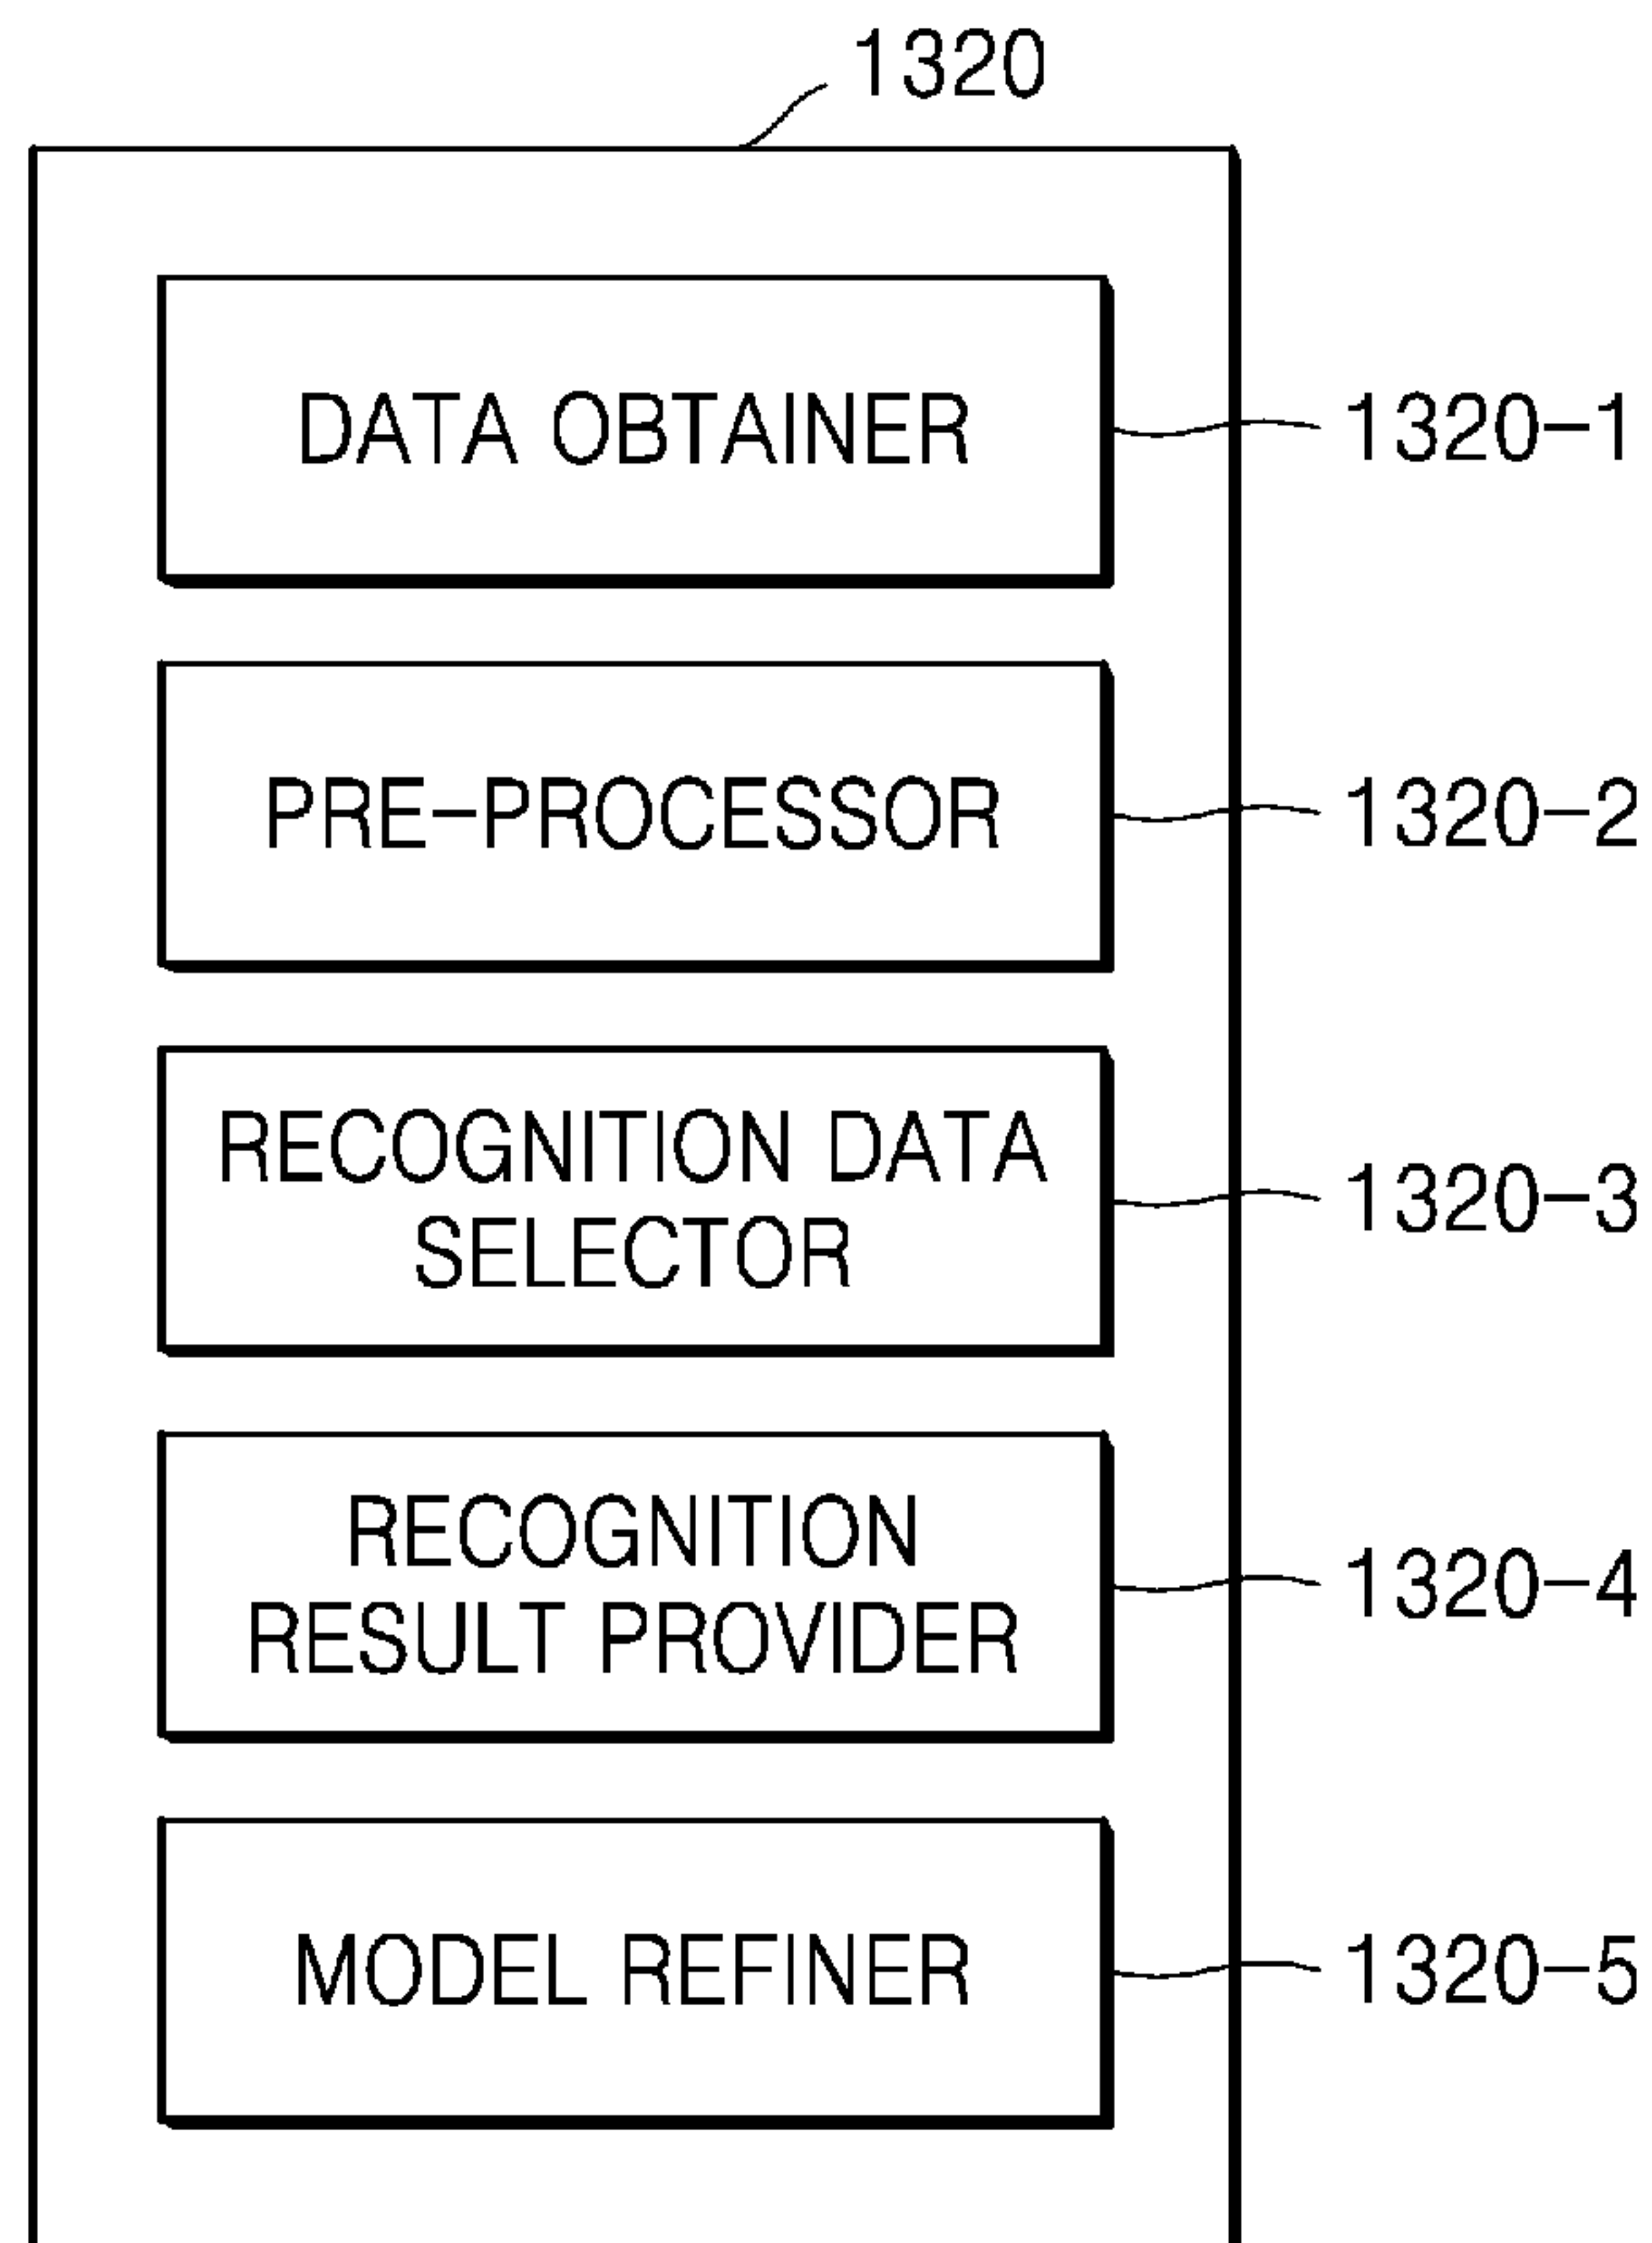 1320
DATA OBTAINER
1320-1
PRE-PROCESSOR
1320-2
RECOGNITION DATA
SELECTOR
1320-3
RECOGNITION
RESULT PROVIDER
1320-4
MODEL REFINER
1320-5